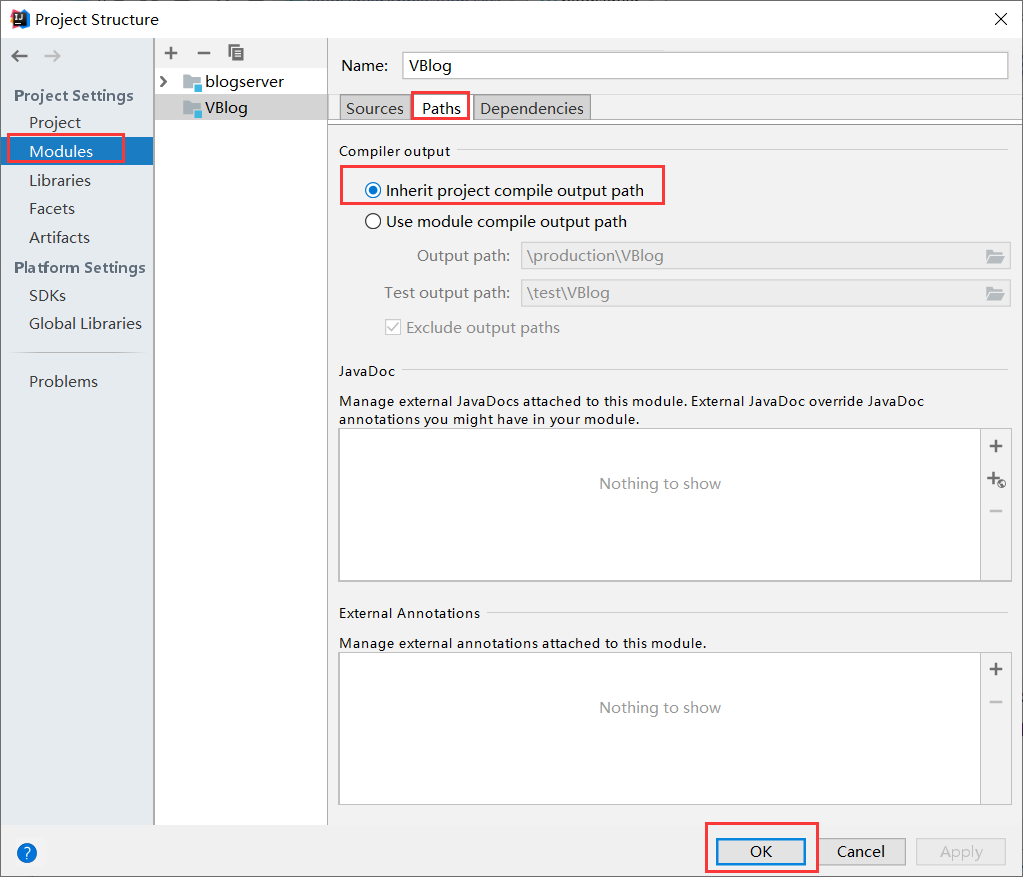 Project Structure
Project Settings
Project
Modules
Libraries
Facets
Artifacts
Platform Settings
SDKs
Global Libraries
Problems
blogserver
VBlog
Name: VBlog
Sources Paths Dependencies
Compiler output
Inherit project compile output path
Use module compile output path
Output path: \production\VBlog
Test output path: \test\VBlog
Exclude output paths
JavaDoc
Manage external JavaDocs attached to this module. External JavaDoc override JavaDoc
annotations you might have in your module.
Nothing to show
External Annotations
Manage external annotations attached to this module.
Nothing to show
? OK Cancel Apply